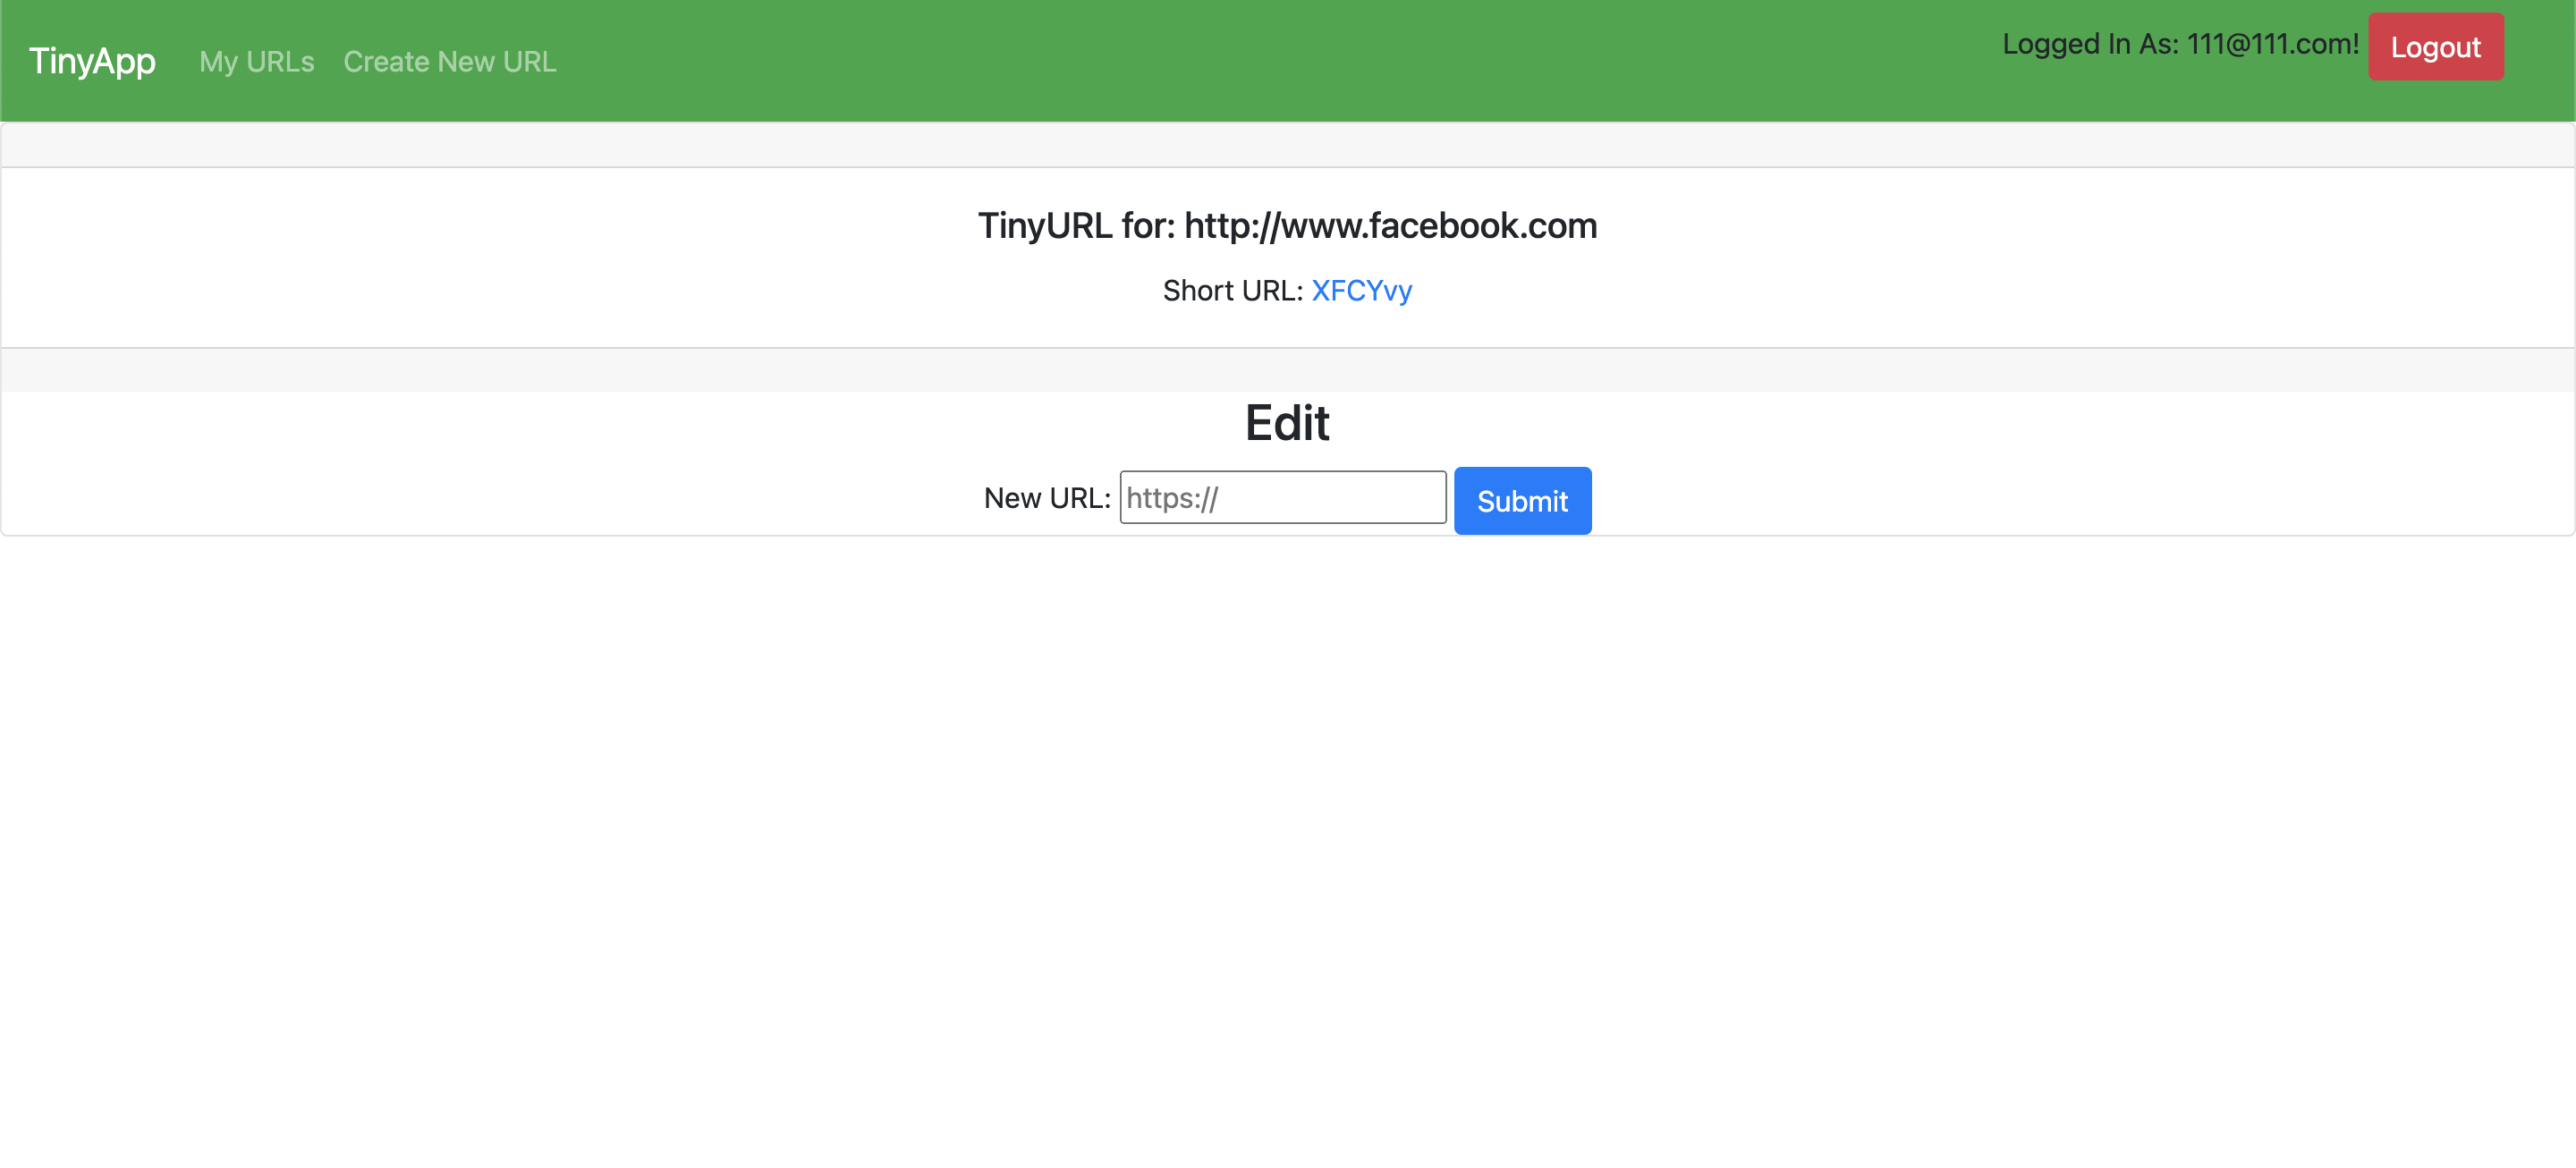 TinyApp My URLs Create New URL Logged In As: 111@111.com! Logout
TinyURL for: http://www.facebook.com
Short URL: XFCYvy
Edit
New URL: https:// Submit